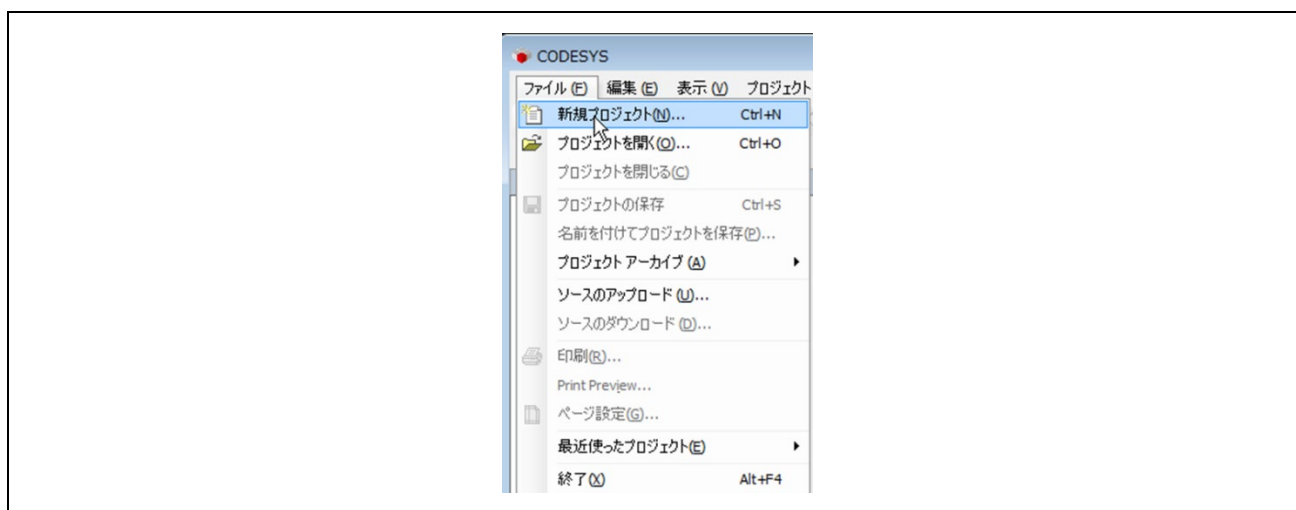 CODESYS
ファイル(F) 編集(E) 表示(V) プロジェクト
新規プロジェクト(N)... Ctrl+N
プロジェクトを開く(O)... Ctrl+O
プロジェクトを閉じる(C)
プロジェクトの保存 Ctrl+S
名前を付けてプロジェクトを保存(P)...
プロジェクト アーカイブ (A)
ソースのアップロード (U)...
ソースのダウンロード (D)...
印刷(R)...
Print Preview...
ページ設定(G)...
最近使ったプロジェクト(E)
終了(X) Alt+F4